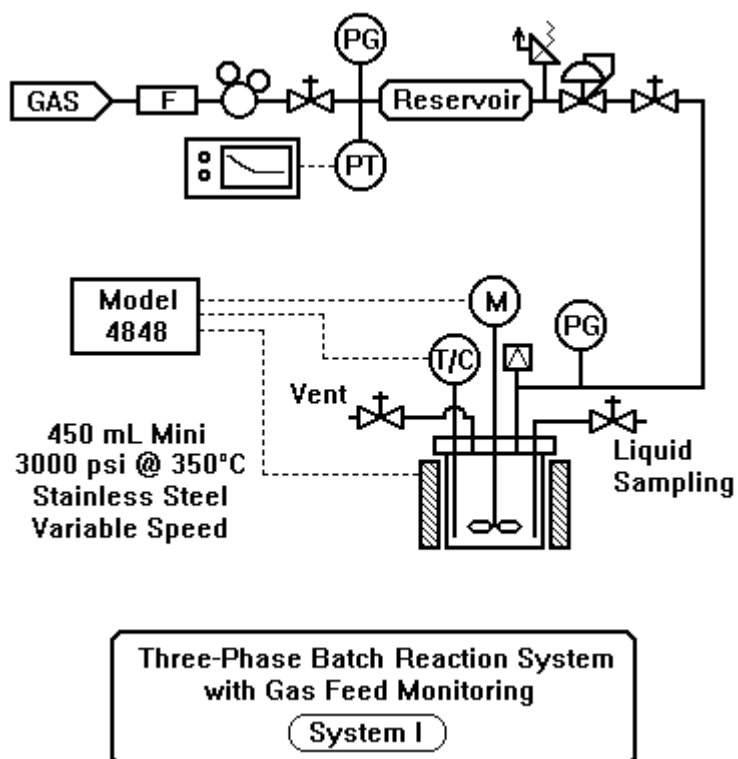 PG
GAS
F
Reservoir
PT
Model
4848
M
PG
T/C
Vent
450 mL Mini
3000 psi @ 350°C
Stainless Steel
Variable Speed
Liquid
Sampling
Three-Phase Batch Reaction System
with Gas Feed Monitoring
System I